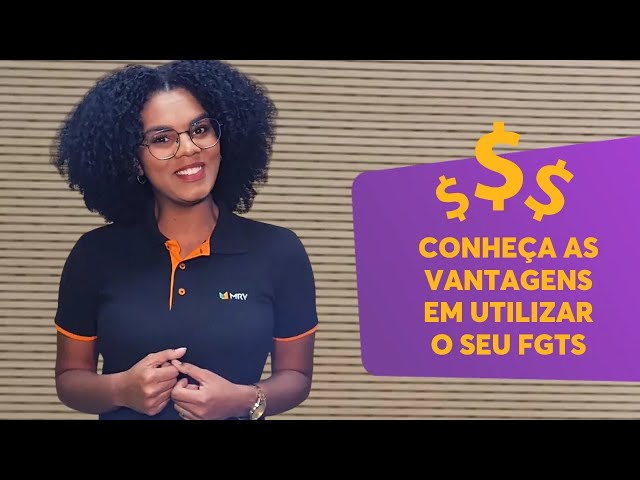 MRV
$ $ $
CONHEÇA AS
VANTAGENS
EM UTILIZAR
O SEU FGTS